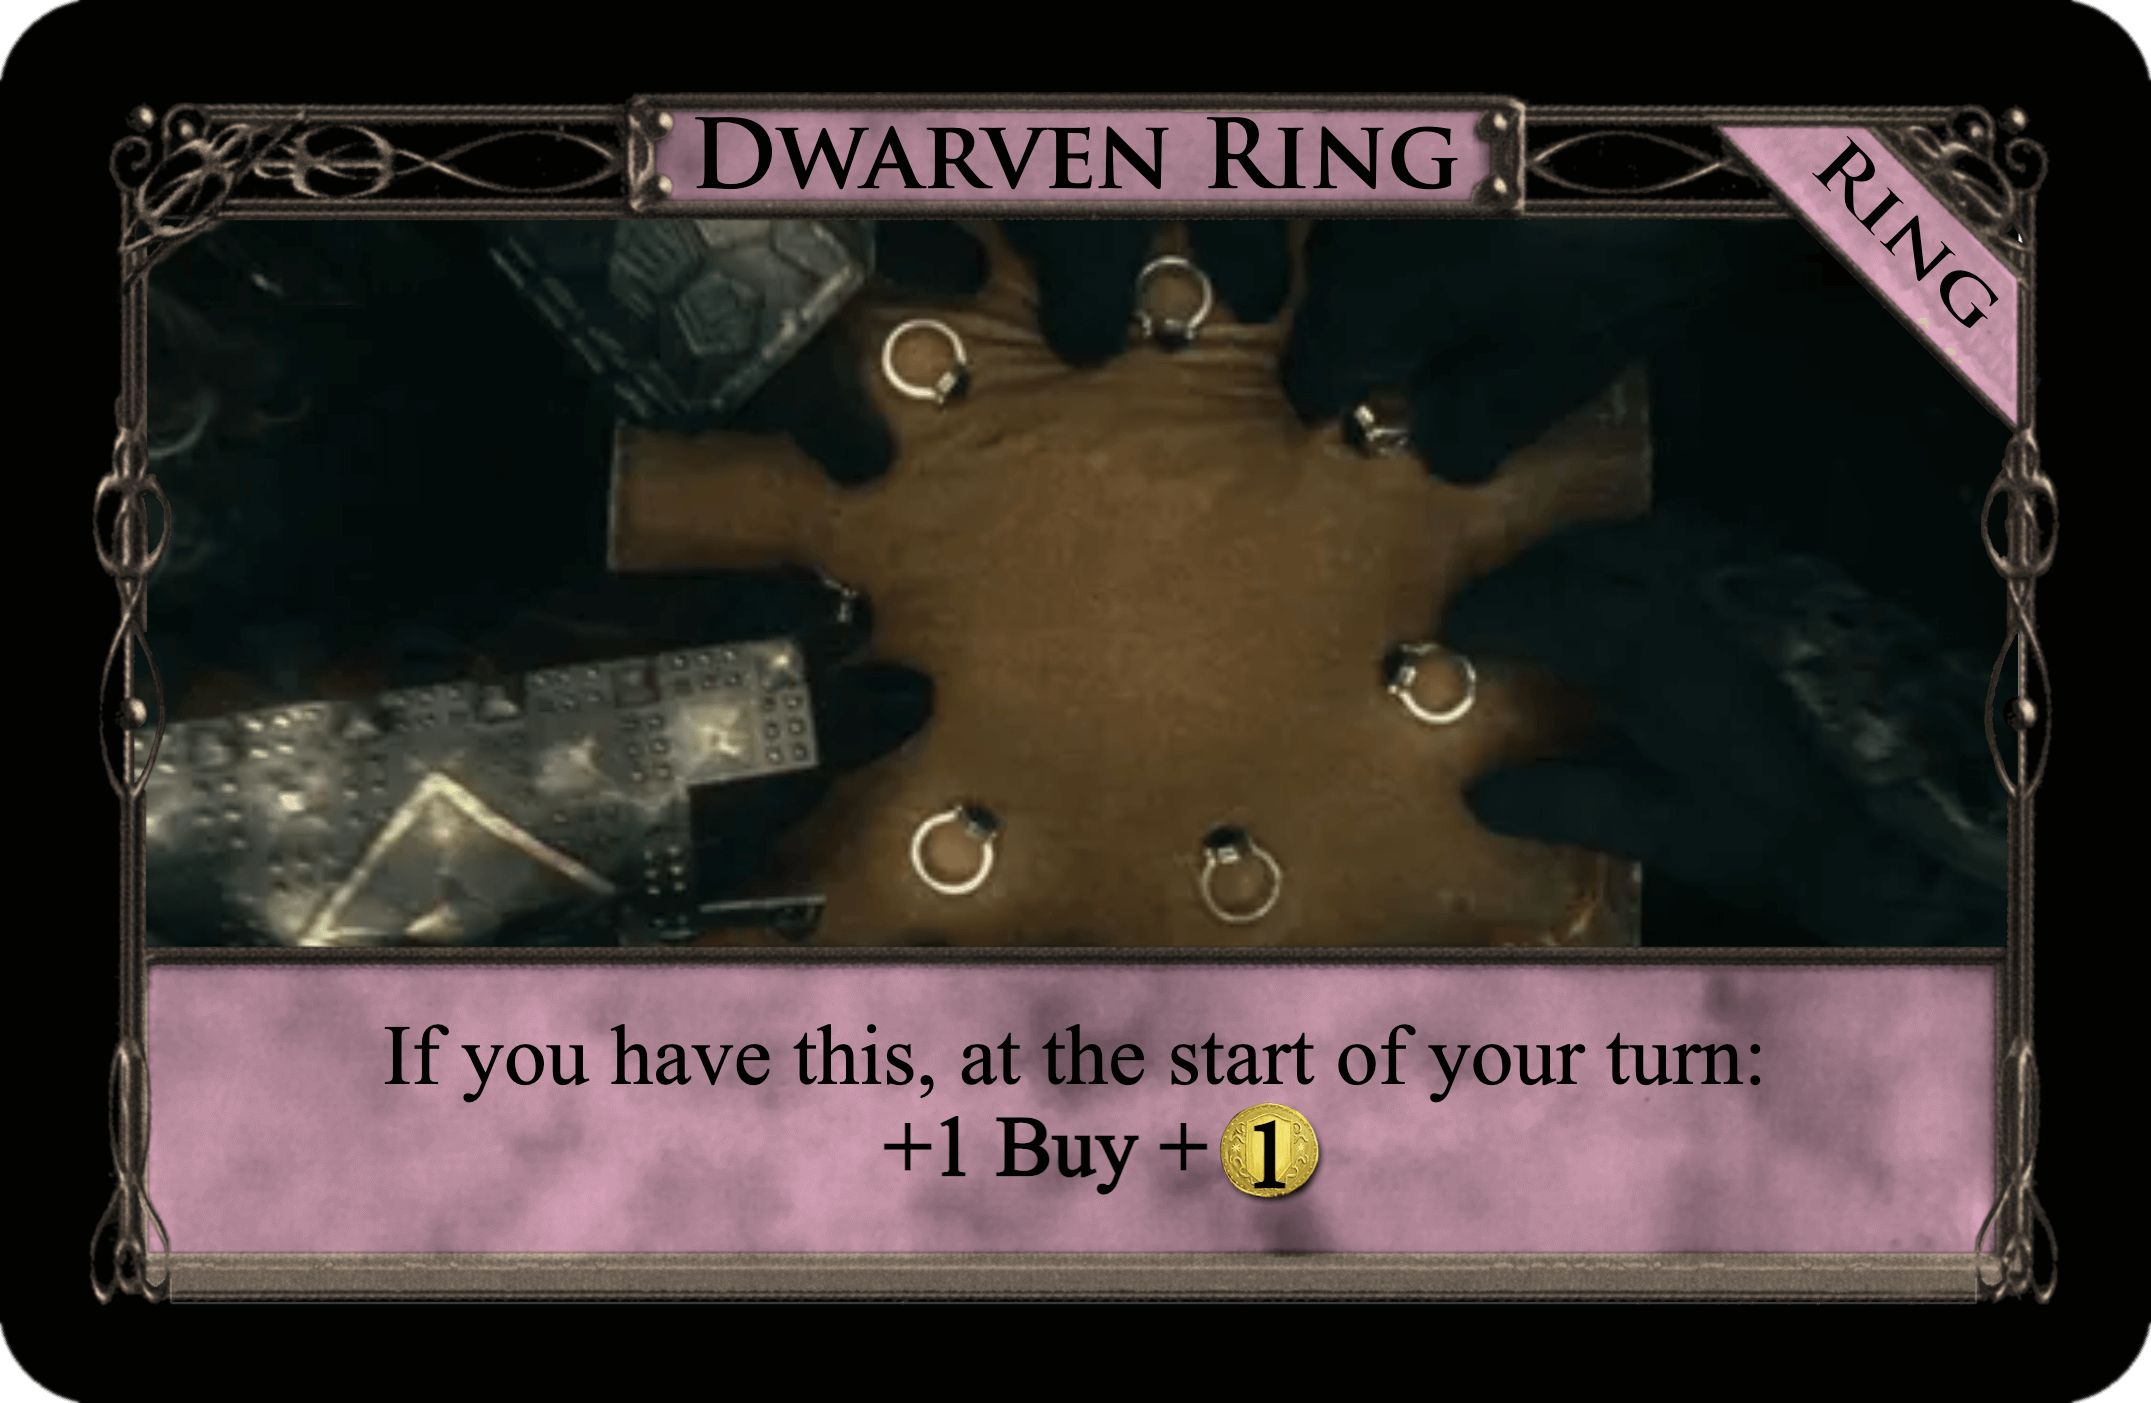 Dwarven Ring
Ring
If you have this, at the start of your turn:
+1 Buy + 1